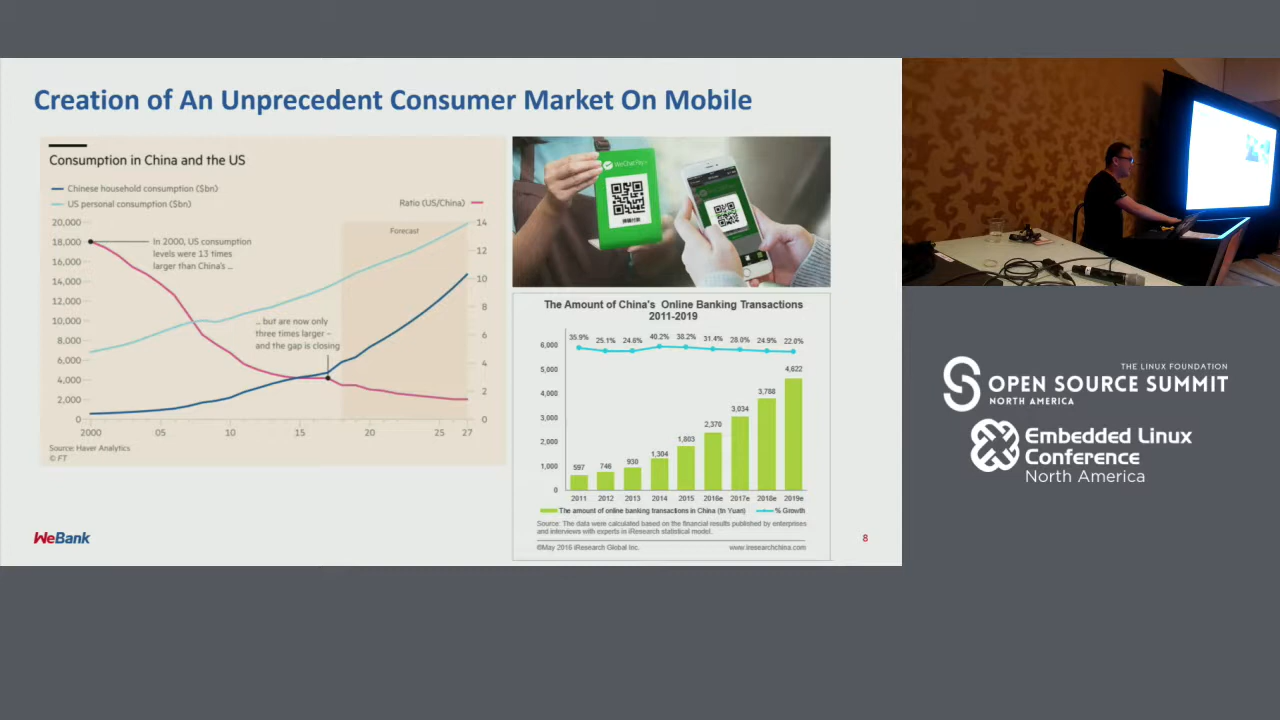 Creation of An Unprecedent Consumer Market On Mobile
Consumption in China and the US
Chinese household consumption ($bn)
US personal consumption ($bn)
Ratio (US/China)
20,000
18,000
16,000
14,000
12,000
10,000
8,000
6,000
4,000
2,000
0
14
12
10
8
6
4
2
0
Forecast
In 2000, US consumption
levels were 13 times
larger than China's ...
... but are now only
three times larger –
and the gap is closing
2000 05 10 20 25 27
Source: Haver Analytics
© FT
WeChat Pay
The Amount of China's Online Banking Transactions
2011-2019
35.9% 25.1% 24.6% 40.2% 38.2% 31.4% 28.0% 24.9% 22.0%
6,000
5,000
4,000
3,000
2,000
1,000
0
597 746 930 1,304 1,803 2,370 3,034 3,788 4,622
2011 2012 2013 2014 2015 2016e 2017e 2018e 2019e
The amount of online banking transactions in China (tn Yuan) % Growth
Source: The data were calculated based on the financial results published by enterprises
and interviews with experts in iResearch statistical model.
©May 2016 iResearch Global Inc. www.iresearchchina.com
WeBank
8
THE LINUX FOUNDATION
OPEN SOURCE SUMMIT
NORTH AMERICA
Embedded Linux
Conference
North America